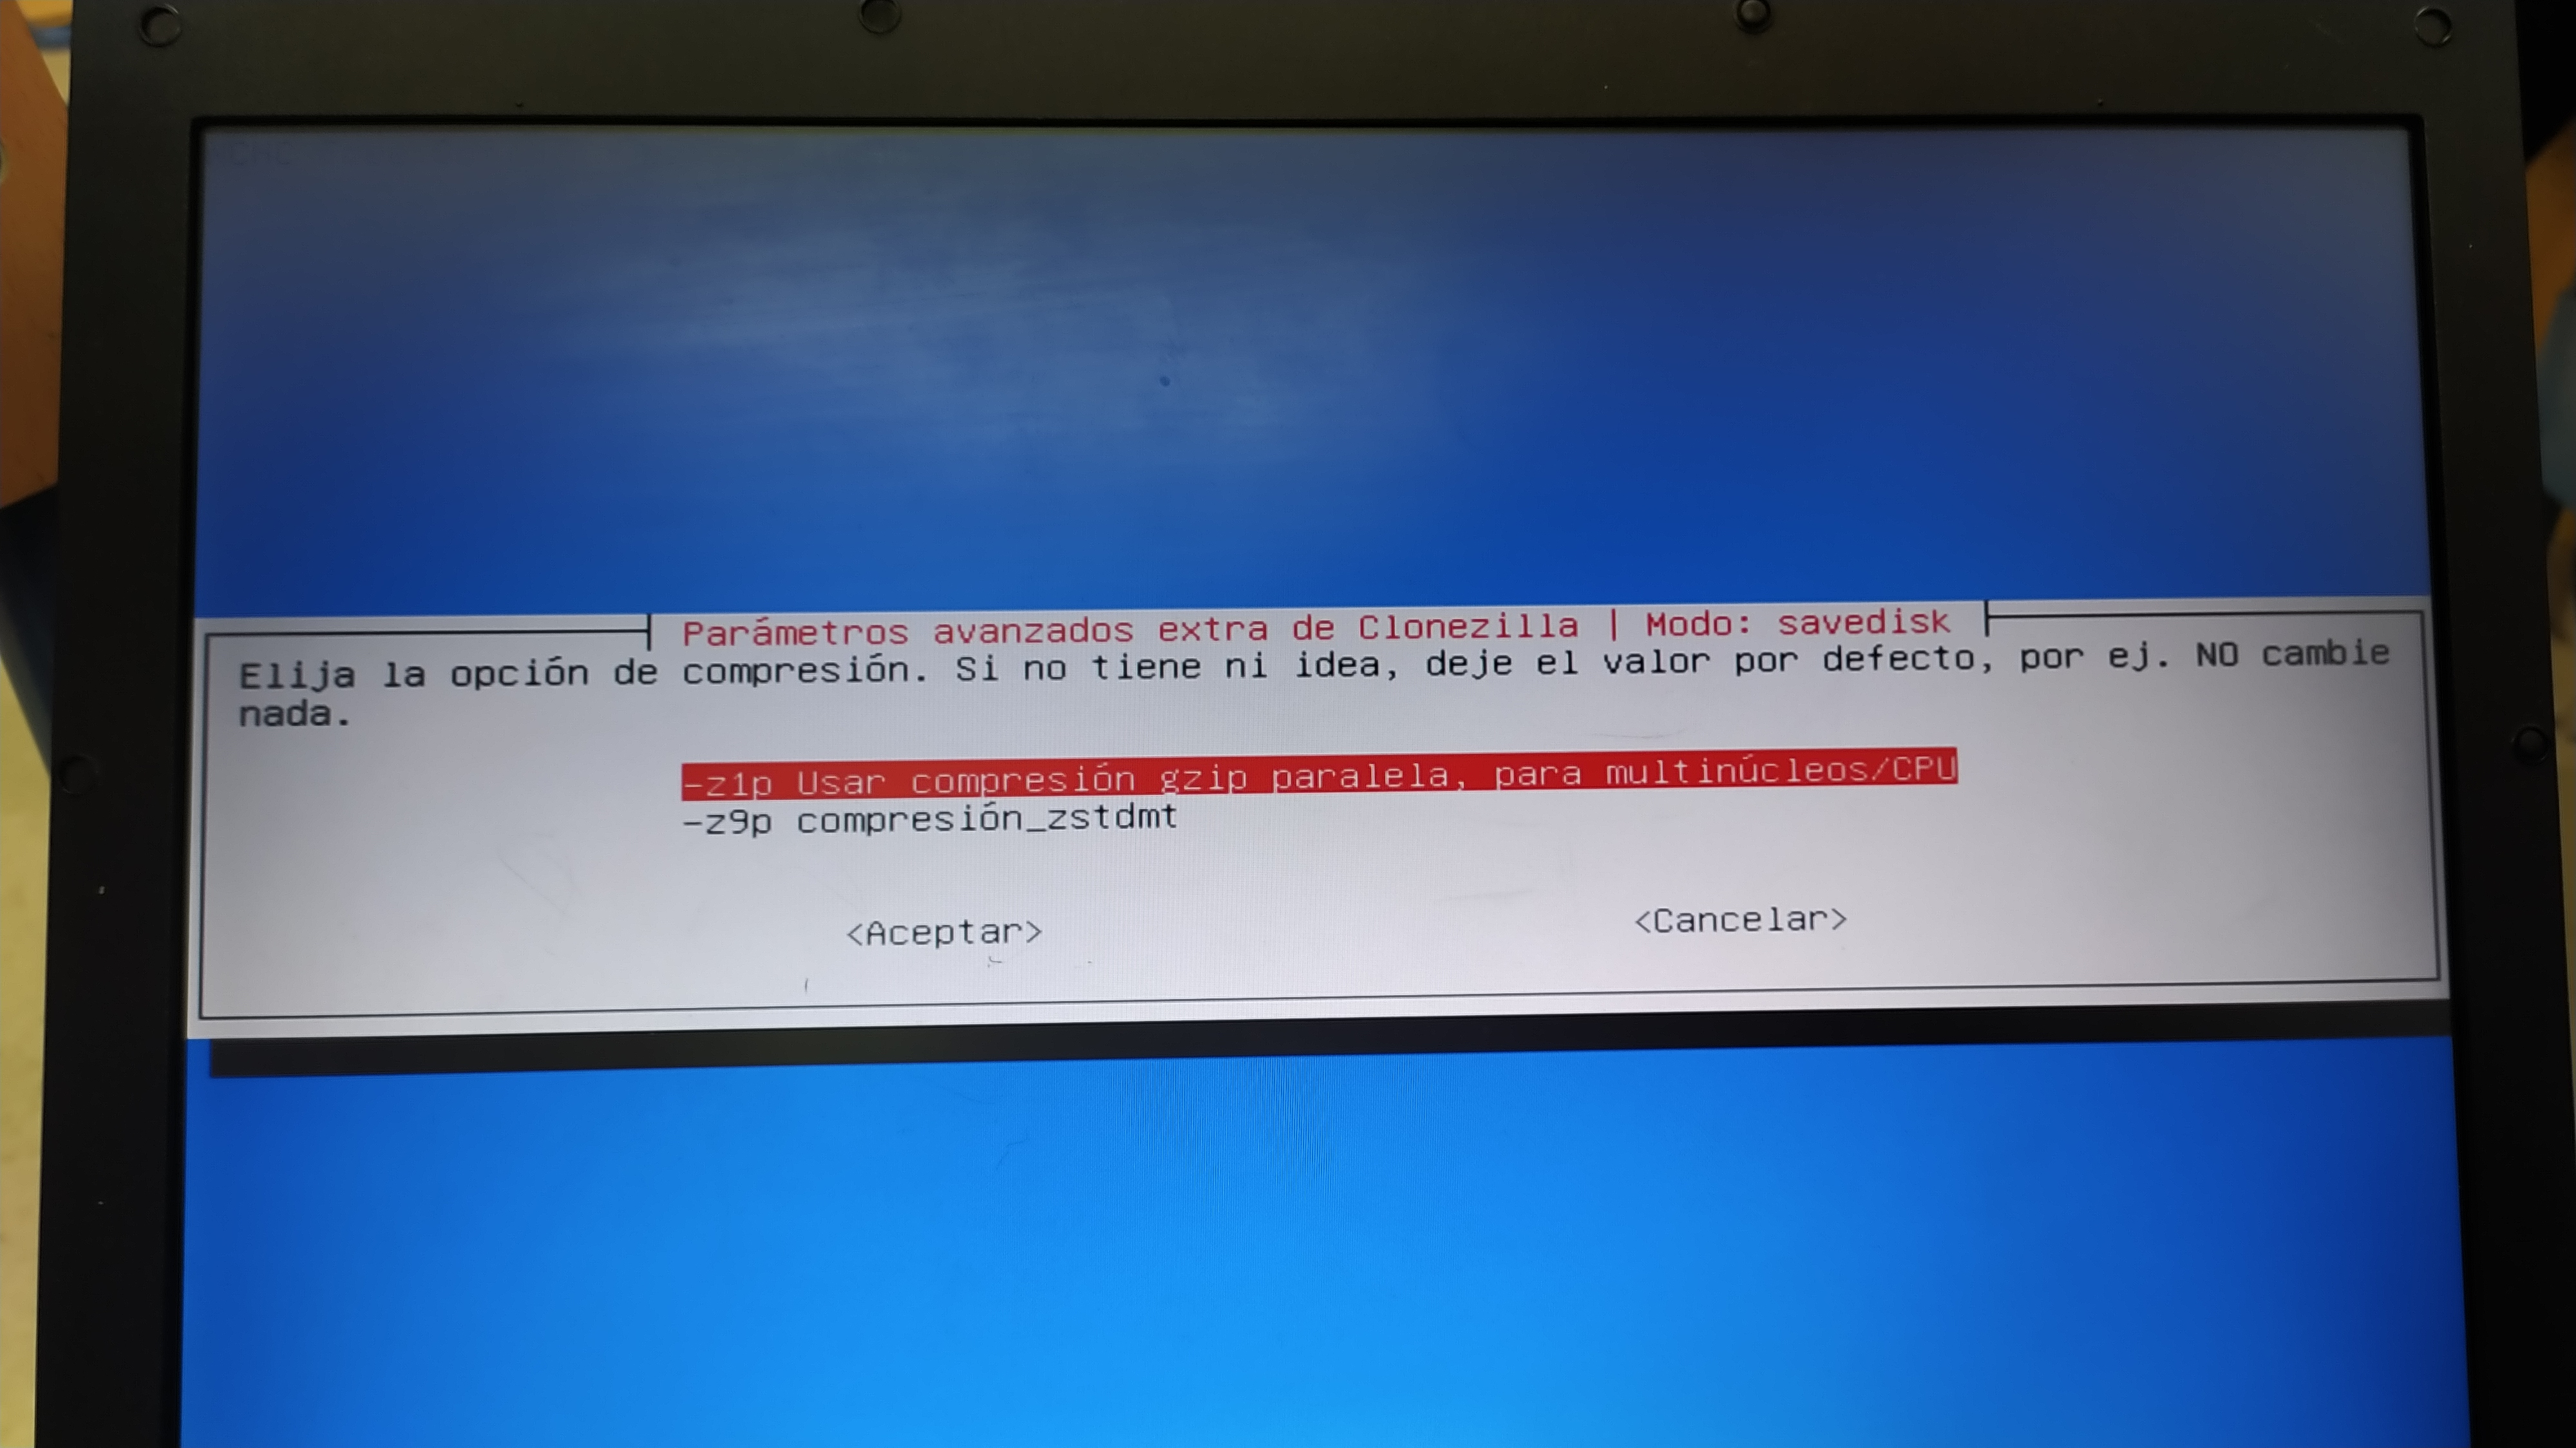 Parámetros avanzados extra de Clonezilla | Modo: savedisk
Elija la opción de compresión. Si no tiene ni idea, deje el valor por defecto, por ej. NO cambie
nada.
-z1p Usar compresión gzip paralela, para multinúcleos/CPU
-z9p compresión_zstdmt
<Aceptar> <Cancelar>